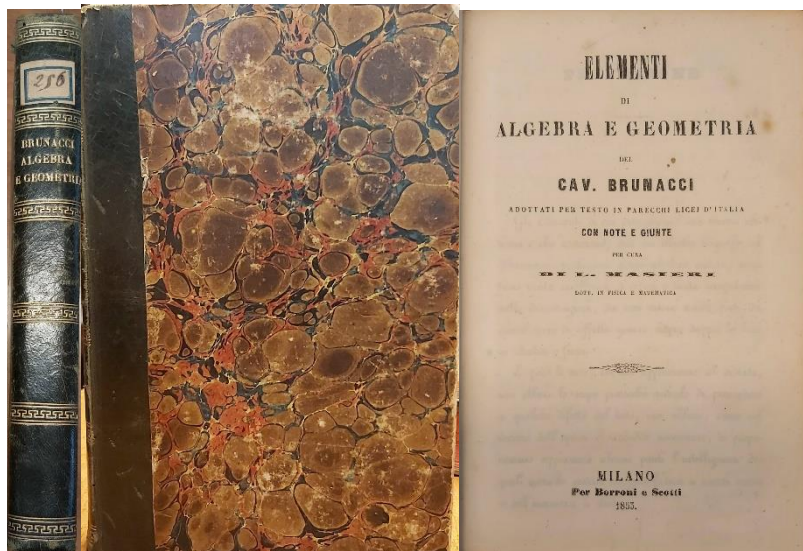 256
BRUNACCI
ALGEBRA
E GEOMETRIA
ELEMENTI
DI
ALGEBRA E GEOMETRIA
DEL
CAV. BRUNACCI
ADOTTATI PER TESTO IN PARECCHI LICEI D'ITALIA
CON NOTE E GIUNTE
PER CURA
DI L. MASIERI
DOTT. IN FISICA E MATEMATICA
MILANO
Per Borroni e Scotti
1853.